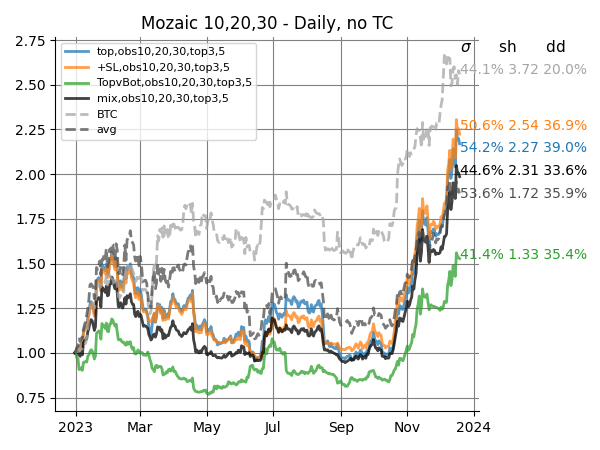 Mozaic 10,20,30 - Daily, no TC
σ sh dd
top,obs10,20,30,top3,5
+SL,obs10,20,30,top3,5
TopvBot,obs10,20,30,top3,5
mix,obs10,20,30,top3,5
BTC
avg
44.1% 3.72 20.0%
50.6% 2.54 36.9%
54.2% 2.27 39.0%
44.6% 2.31 33.6%
53.6% 1.72 35.9%
41.4% 1.33 35.4%
2.75
2.50
2.25
2.00
1.75
1.50
1.25
1.00
0.75
2023 Mar May Jul Sep Nov 2024